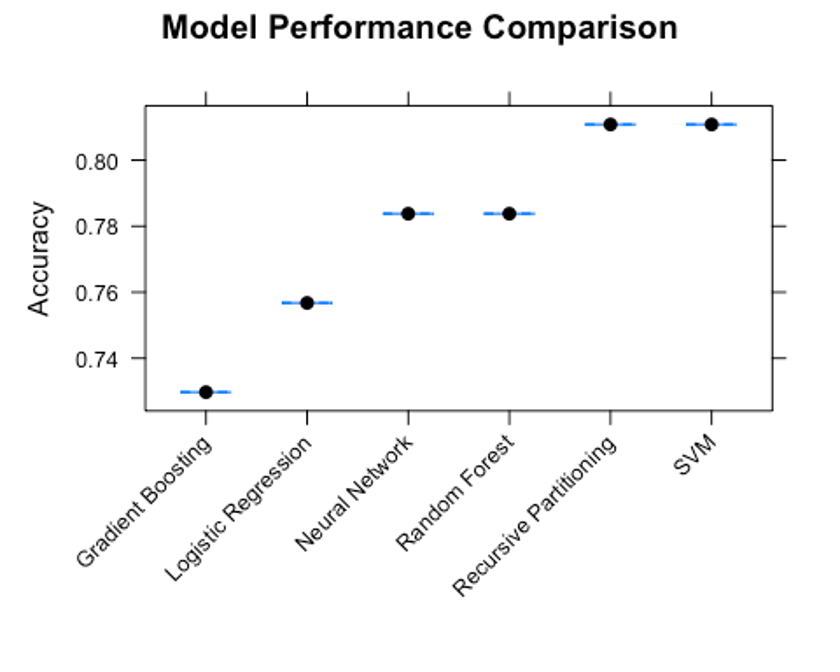 Model Performance Comparison
Accuracy
0.80
0.78
0.76
0.74
Gradient Boosting
Logistic Regression
Neural Network
Random Forest
Recursive Partitioning
SVM